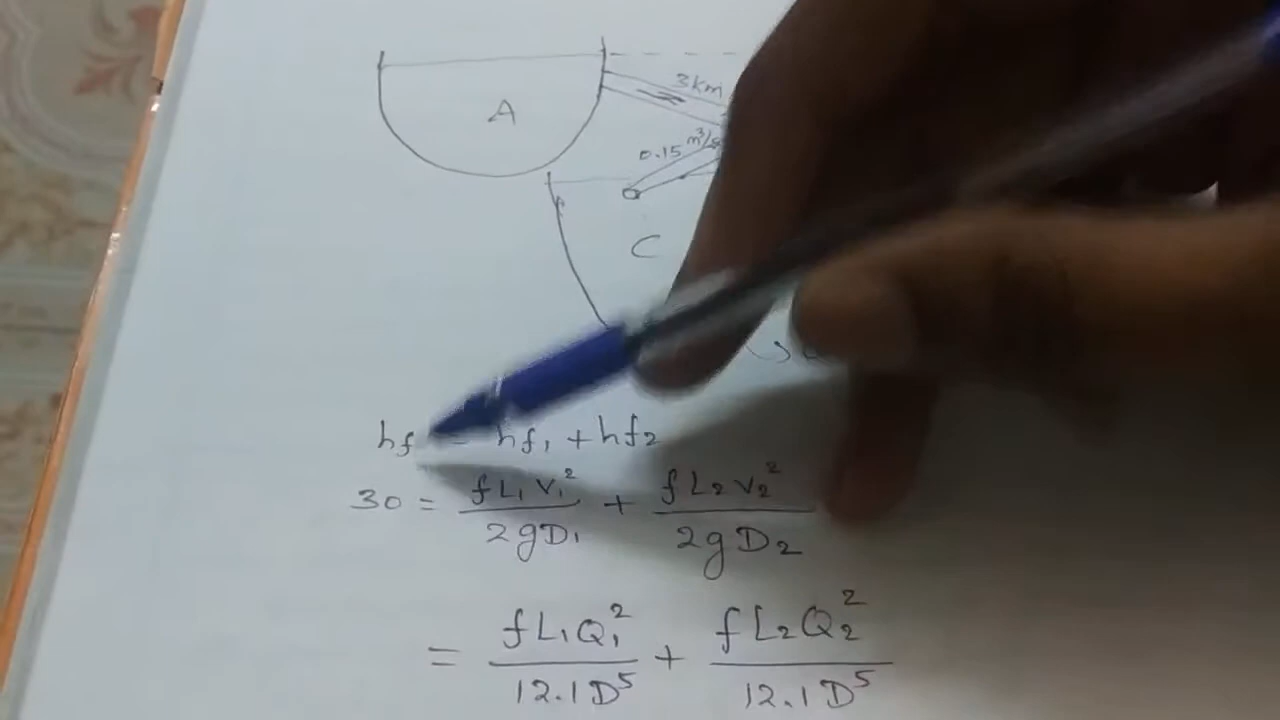 A
3km
0.15 m³/s
C
hf = hf₁ + hf₂
30 = fL₁V₁²/2gD₁ + fL₂V₂²/2gD₂
= fL₁Q₁²/12.1D⁵ + fL₂Q₂²/12.1D⁵